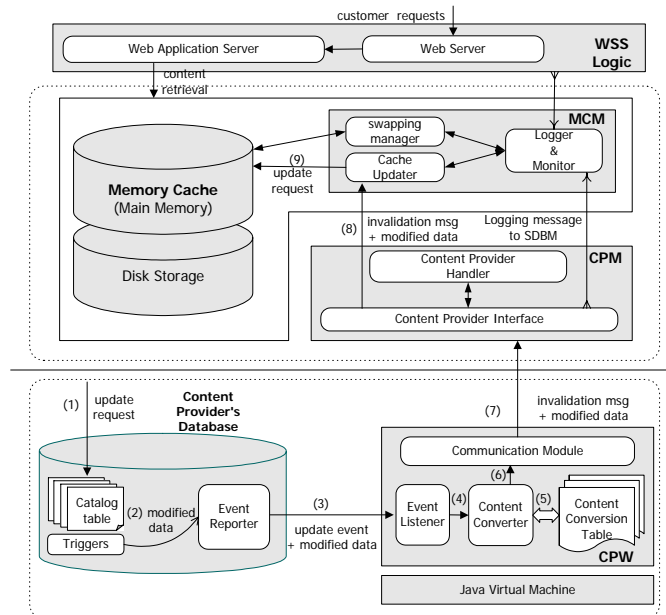 customer requests
Web Application Server
Web Server
WSS
Logic
content
retrieval
MCM
swapping
manager
Logger
&
Monitor
Cache
Updater
(9)
update
request
Memory Cache
(Main Memory)
Disk Storage
(8)
invalidation msg
+ modified data
Logging message
to SDBM
Content Provider
Handler
CPM
Content Provider Interface
(1)
update
request
Content
Provider's
Database
(7)
invalidation msg
+ modified data
Communication Module
(6)
Catalog
table
(2) modified
data
Triggers
Event
Reporter
(3)
update event
+ modified data
Event
Listener
(4)
Content
Converter
(5)
Content
Conversion
Table
CPW
Java Virtual Machine